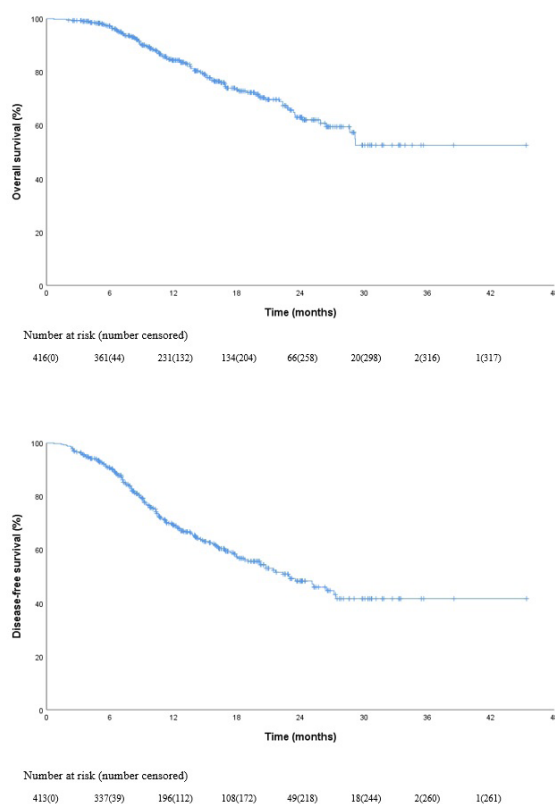 100
80
60
40
20
0
Overall survival (%)
0 6 12 18 24 30 36 42 48
Time (months)
Number at risk (number censored)
416(0) 361(44) 231(132) 134(204) 66(258) 20(298) 2(316) 1(317)
100
80
60
40
20
0
Disease-free survival (%)
0 6 12 18 24 30 36 42 48
Time (months)
Number at risk (number censored)
413(0) 337(39) 196(112) 108(172) 49(218) 18(244) 2(260) 1(261)